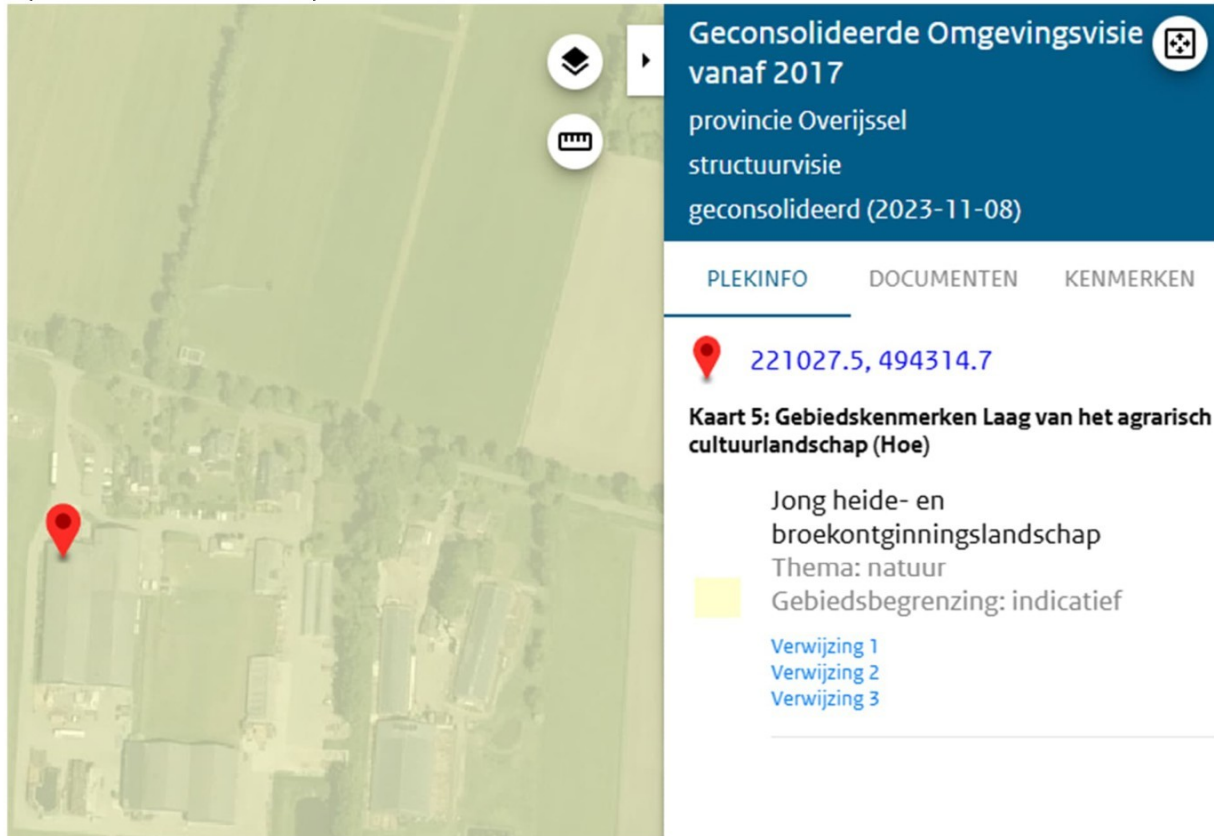 Geconsolideerde Omgevingsvisie
vanaf 2017
provincie Overijssel
structuurvisie
geconsolideerd (2023-11-08)
PLEKINFO DOCUMENTEN KENMERKEN
221027.5, 494314.7
Kaart 5: Gebiedskenmerken Laag van het agrarisch
cultuurlandschap (Hoe)
Jong heide- en
broekontginningslandschap
Thema: natuur
Gebiedsbegrenzing: indicatief
Verwijzing 1
Verwijzing 2
Verwijzing 3